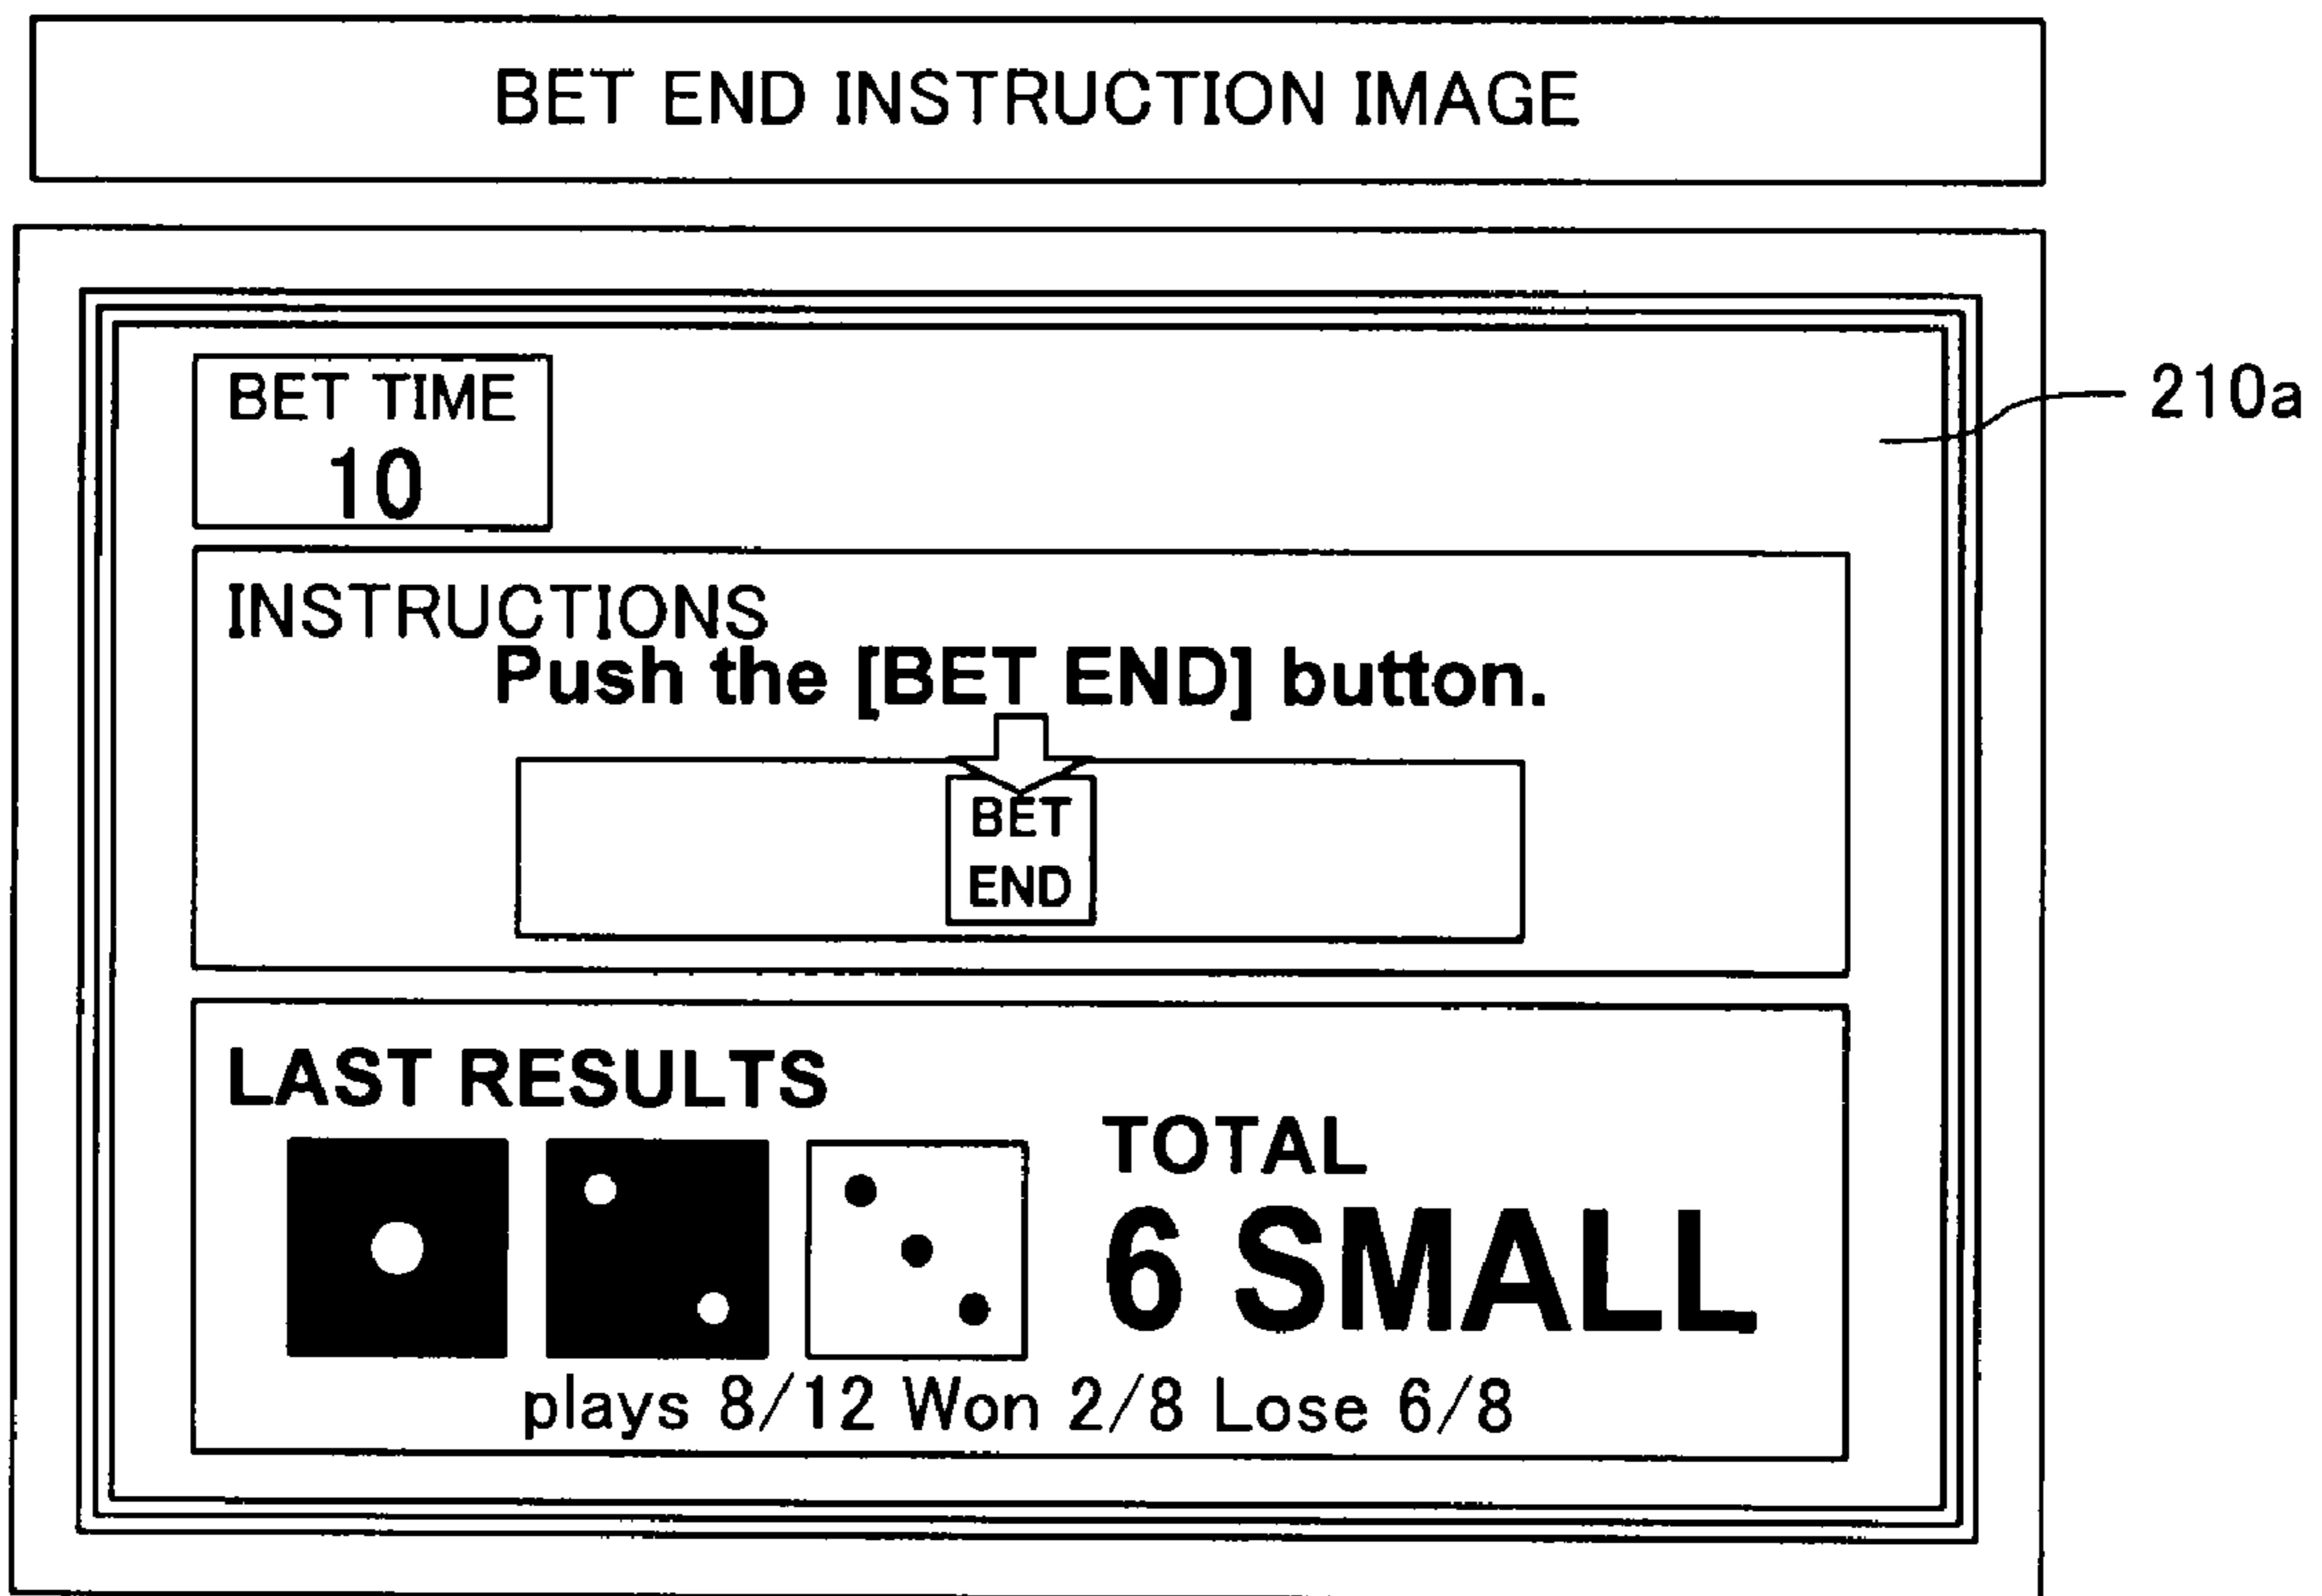 BET END INSTRUCTION IMAGE
210a
BET TIME
10
INSTRUCTIONS
Push the [BET END] button.
BET
END
LAST RESULTS
TOTAL
6 SMALL
plays 8/12 Won 2/8 Lose 6/8